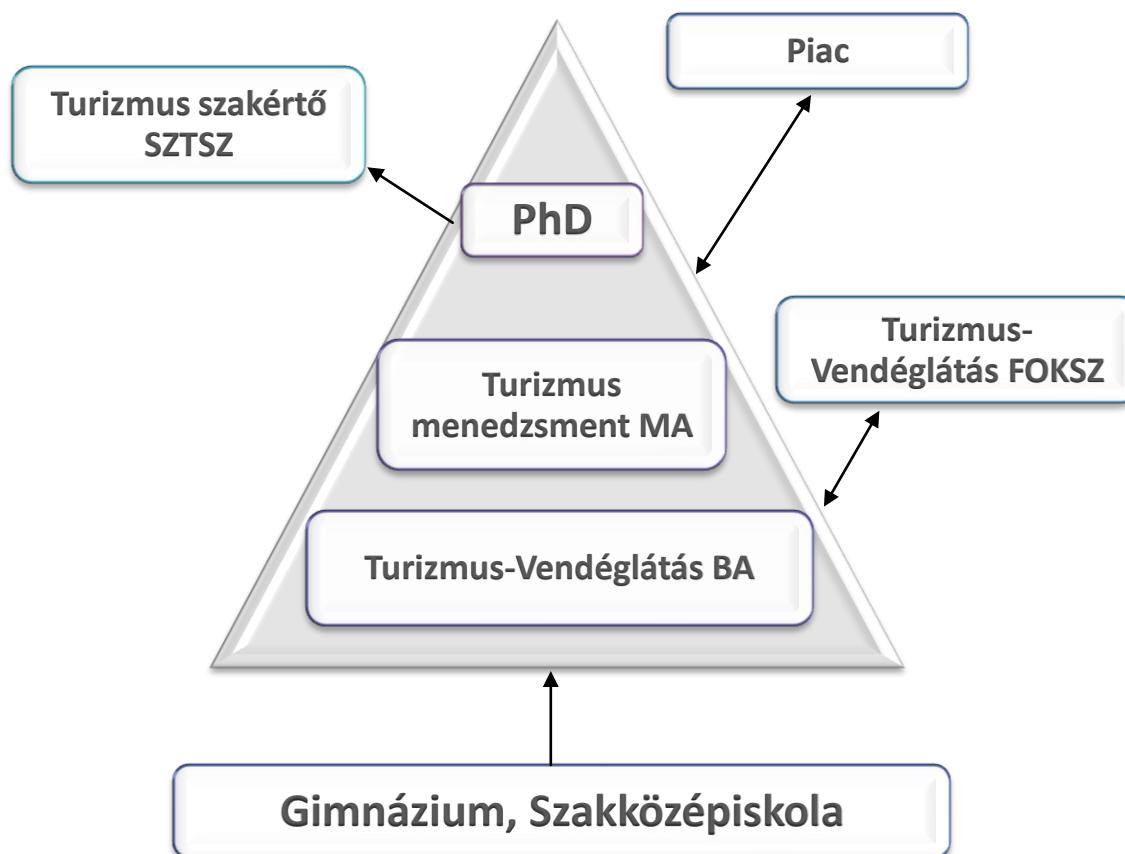 Piac
Turizmus szakértő
SZTSZ
PhD
Turizmus-
Vendéglátás FOKSZ
Turizmus
menedzsment MA
Turizmus-Vendéglátás BA
Gimnázium, Szakközépiskola